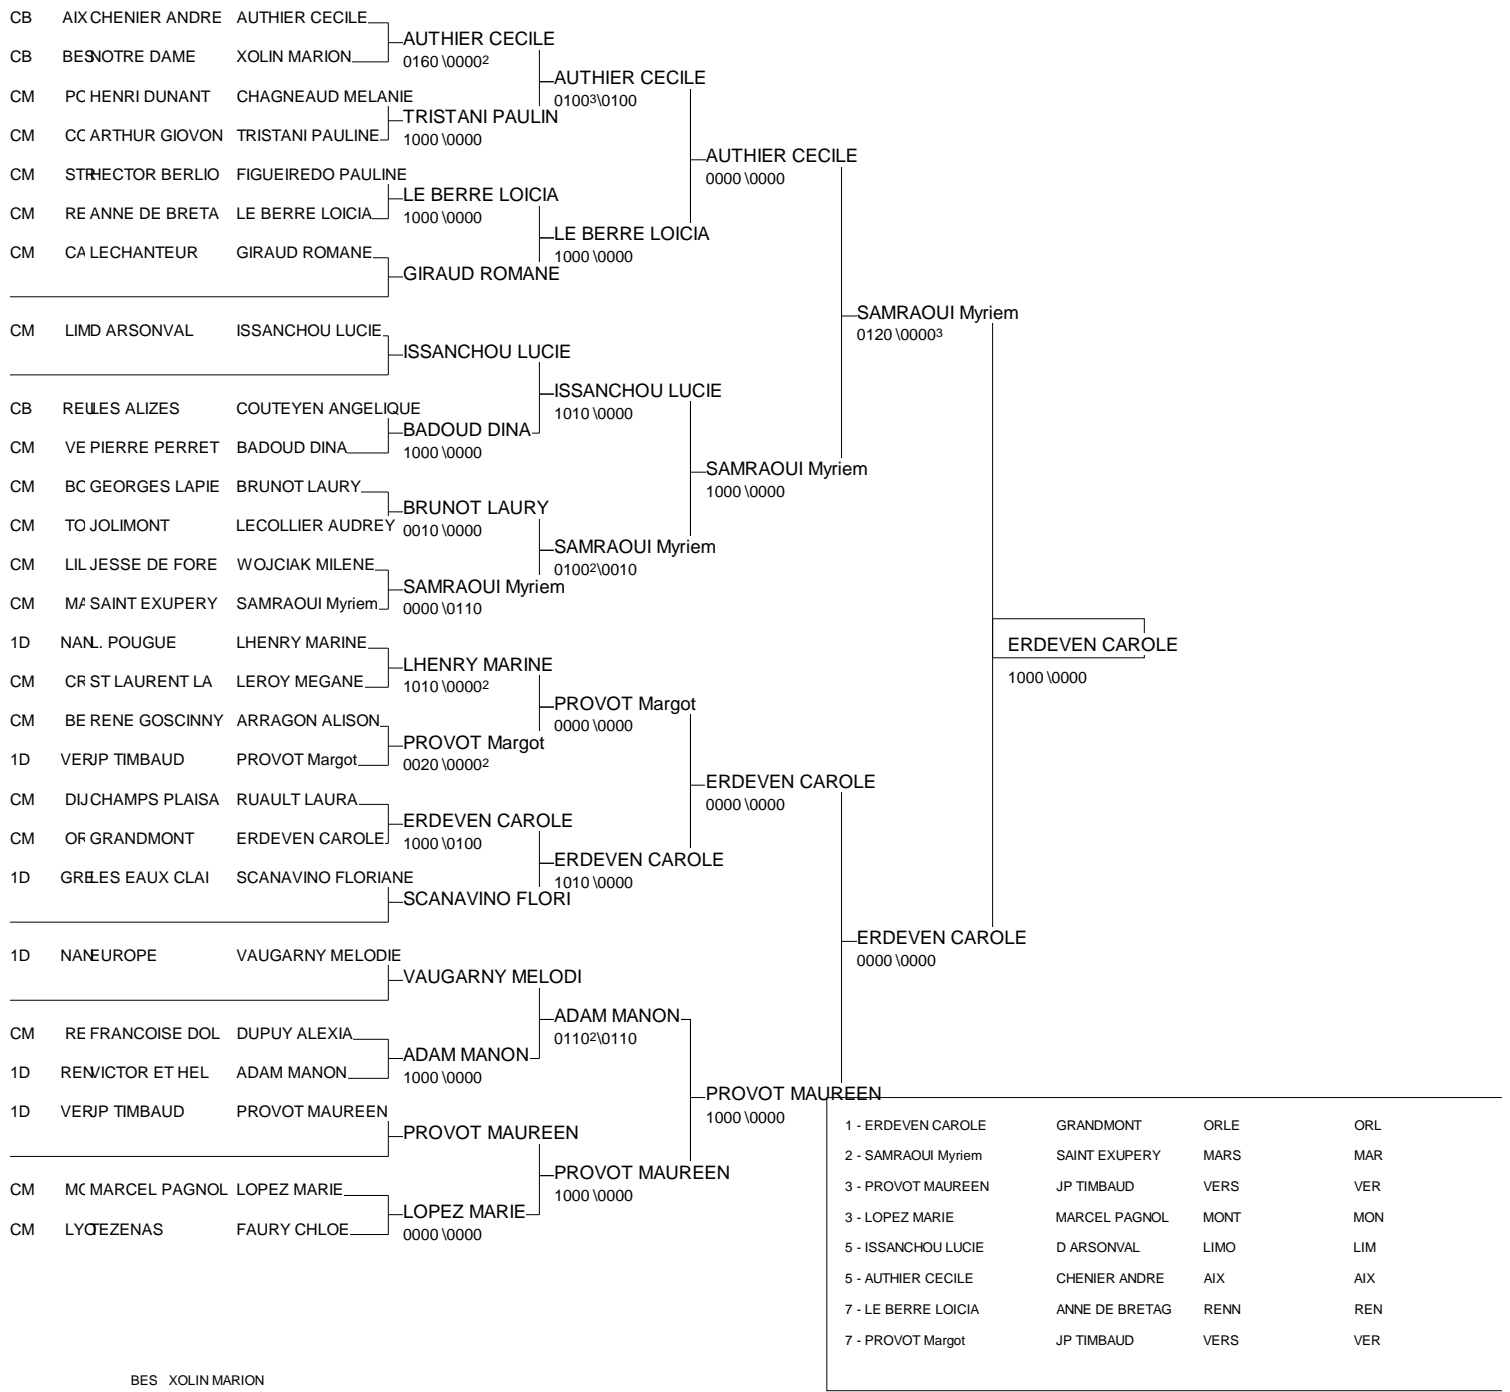 CB AIX CHENIER ANDRE AUTHIER CECILE
AUTHIER CECILE
CB BES NOTRE DAME XOLIN MARION
0160 \0000²
AUTHIER CECILE
CM PO HENRI DUNANT CHAGNEAUD MELANIE
0100³\0100
TRISTANI PAULIN
CM CO ARTHUR GIOVON TRISTANI PAULINE
1000 \0000
AUTHIER CECILE
CM STR HECTOR BERLIO FIGUEIREDO PAULINE
0000 \0000
LE BERRE LOICIA
CM RE ANNE DE BRETA LE BERRE LOICIA
1000 \0000
LE BERRE LOICIA
CM CA LECHANTEUR GIRAUD ROMANE
1000 \0000
GIRAUD ROMANE
SAMRAOUI Myriem
CM LIM D ARSONVAL ISSANCHOU LUCIE
0120 \0000³
ISSANCHOU LUCIE
ISSANCHOU LUCIE
CB REU LES ALIZES COUTEYEN ANGELIQUE
1010 \0000
BADOUD DINA
CM VE PIERRE PERRET BADOUD DINA
1000 \0000
SAMRAOUI Myriem
CM BO GEORGES LAPIE BRUNOT LAURY
1000 \0000
BRUNOT LAURY
CM TO JOLIMONT LECOLLIER AUDREY
0010 \0000
SAMRAOUI Myriem
CM LIL JESSE DE FORE WOJCIAK MILENE
0100²\0010
SAMRAOUI Myriem
CM MA SAINT EXUPERY SAMRAOUI Myriem
0000 \0110
1D NAN L. POUGUE LHENRY MARINE
ERDEVEN CAROLE
LHENRY MARINE
1000 \0000
CM CR ST LAURENT LA LEROY MEGANE
1010 \0000²
PROVOT Margot
CM BE RENE GOSCINNY ARRAGON ALISON
0000 \0000
PROVOT Margot
1D VER JP TIMBAUD PROVOT Margot
0020 \0000²
ERDEVEN CAROLE
CM DIJ CHAMPS PLAISA RUAULT LAURA
0000 \0000
ERDEVEN CAROLE
CM OR GRANDMONT ERDEVEN CAROLE
1000 \0100
ERDEVEN CAROLE
1D GRE LES EAUX CLAI SCANAVINO FLORIANE
1010 \0000
SCANAVINO FLORI
ERDEVEN CAROLE
1D NAN EUROPE VAUGARNY MELODIE
0000 \0000
VAUGARNY MELODI
ADAM MANON
CM RE FRANCOISE DOL DUPUY ALEXIA
0110²\0110
ADAM MANON
1D REN VICTOR ET HEL ADAM MANON
1000 \0000
PROVOT MAUREEN
1D VER JP TIMBAUD PROVOT MAUREEN
1000 \0000
PROVOT MAUREEN
PROVOT MAUREEN
CM MO MARCEL PAGNOL LOPEZ MARIE
1000 \0000
LOPEZ MARIE
CM LYO TEZENAS FAURY CHLOE
0000 \0000
1 - ERDEVEN CAROLE GRANDMONT ORLE ORL
2 - SAMRAOUI Myriem SAINT EXUPERY MARS MAR
3 - PROVOT MAUREEN JP TIMBAUD VERS VER
3 - LOPEZ MARIE MARCEL PAGNOL MONT MON
5 - ISSANCHOU LUCIE D ARSONVAL LIMO LIM
5 - AUTHIER CECILE CHENIER ANDRE AIX AIX
7 - LE BERRE LOICIA ANNE DE BRETAG RENN REN
7 - PROVOT Margot JP TIMBAUD VERS VER
BES XOLIN MARION